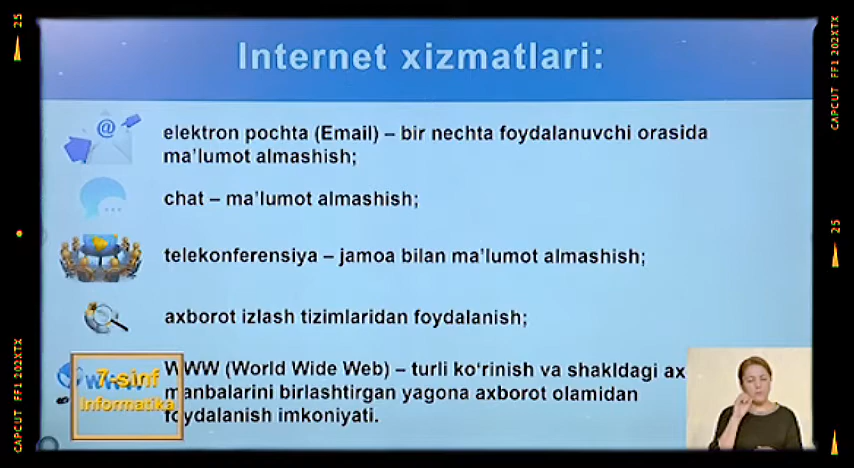 25
CAPCUT FF1 202XTX
Internet xizmatlari:
elektron pochta (Email) – bir nechta foydalanuvchi orasida
ma'lumot almashish;
chat – ma'lumot almashish;
telekonferensiya – jamoa bilan ma'lumot almashish;
25
axborot izlash tizimlaridan foydalanish;
CAPCUT FF1 202XTX
WWW (World Wide Web) – turli ko‘rinish va shakldagi ax
manbalarini birlashtirgan yagona axborot olamidan
foydalanish imkoniyati.
7-sinf
Informatika